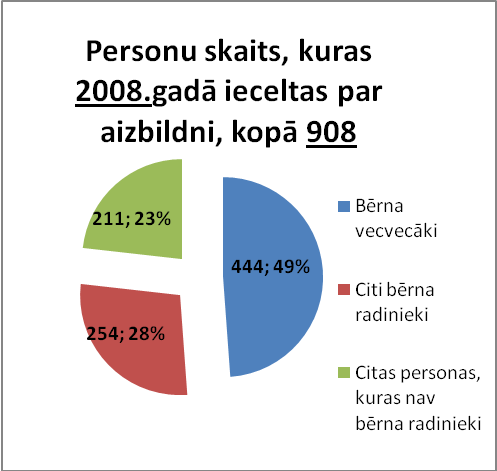 Personu skaits, kuras
2008.gadā ieceltas par
aizbildni, kopā 908
211; 23%
444; 49%
254; 28%
Bērna
vecvecāki
Citi bērna
radinieki
Citas personas,
kuras nav
bērna radinieki